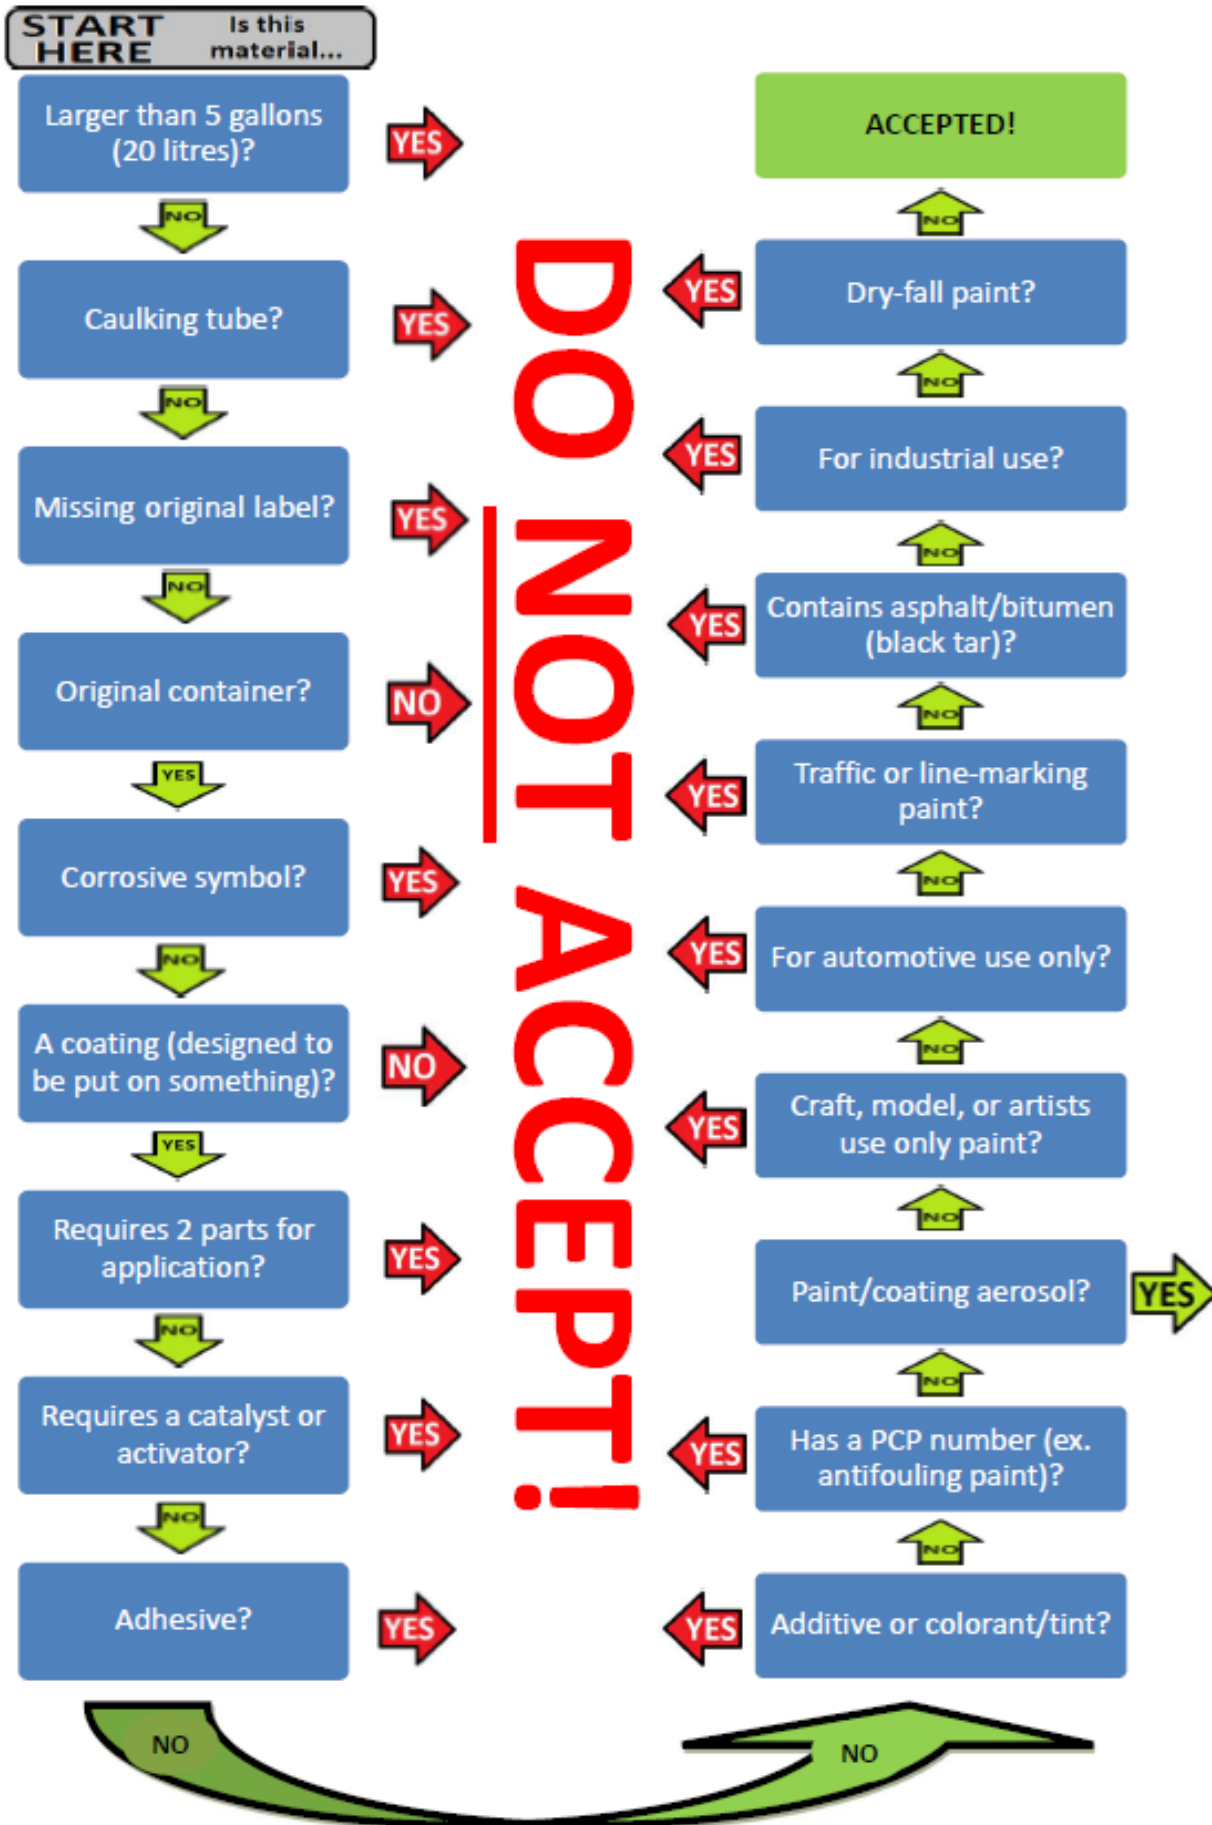 START
HERE
Is this
material...
Larger than 5 gallons
(20 litres)?
YES
NO
Caulking tube?
YES
NO
Missing original label?
YES
NO
Original container?
NO
YES
Corrosive symbol?
YES
NO
A coating (designed to
be put on something)?
NO
YES
Requires 2 parts for
application?
YES
NO
Requires a catalyst or
activator?
YES
NO
Adhesive?
YES
NO
NO
DO NOT ACCEPT!
Additive or colorant/tint?
YES
NO
Has a PCP number (ex.
antifouling paint)?
YES
NO
Paint/coating aerosol?
YES
NO
Craft, model, or artists
use only paint?
YES
NO
For automotive use only?
YES
NO
Traffic or line-marking
paint?
YES
NO
Contains asphalt/bitumen
(black tar)?
YES
NO
For industrial use?
YES
NO
Dry-fall paint?
YES
NO
ACCEPTED!